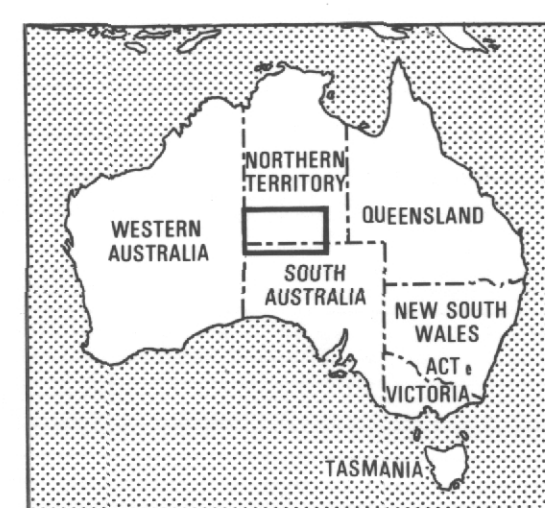 NORTHERN
TERRITORY
QUEENSLAND
WESTERN
AUSTRALIA
SOUTH
AUSTRALIA
NEW SOUTH
WALES
ACT
VICTORIA
TASMANIA